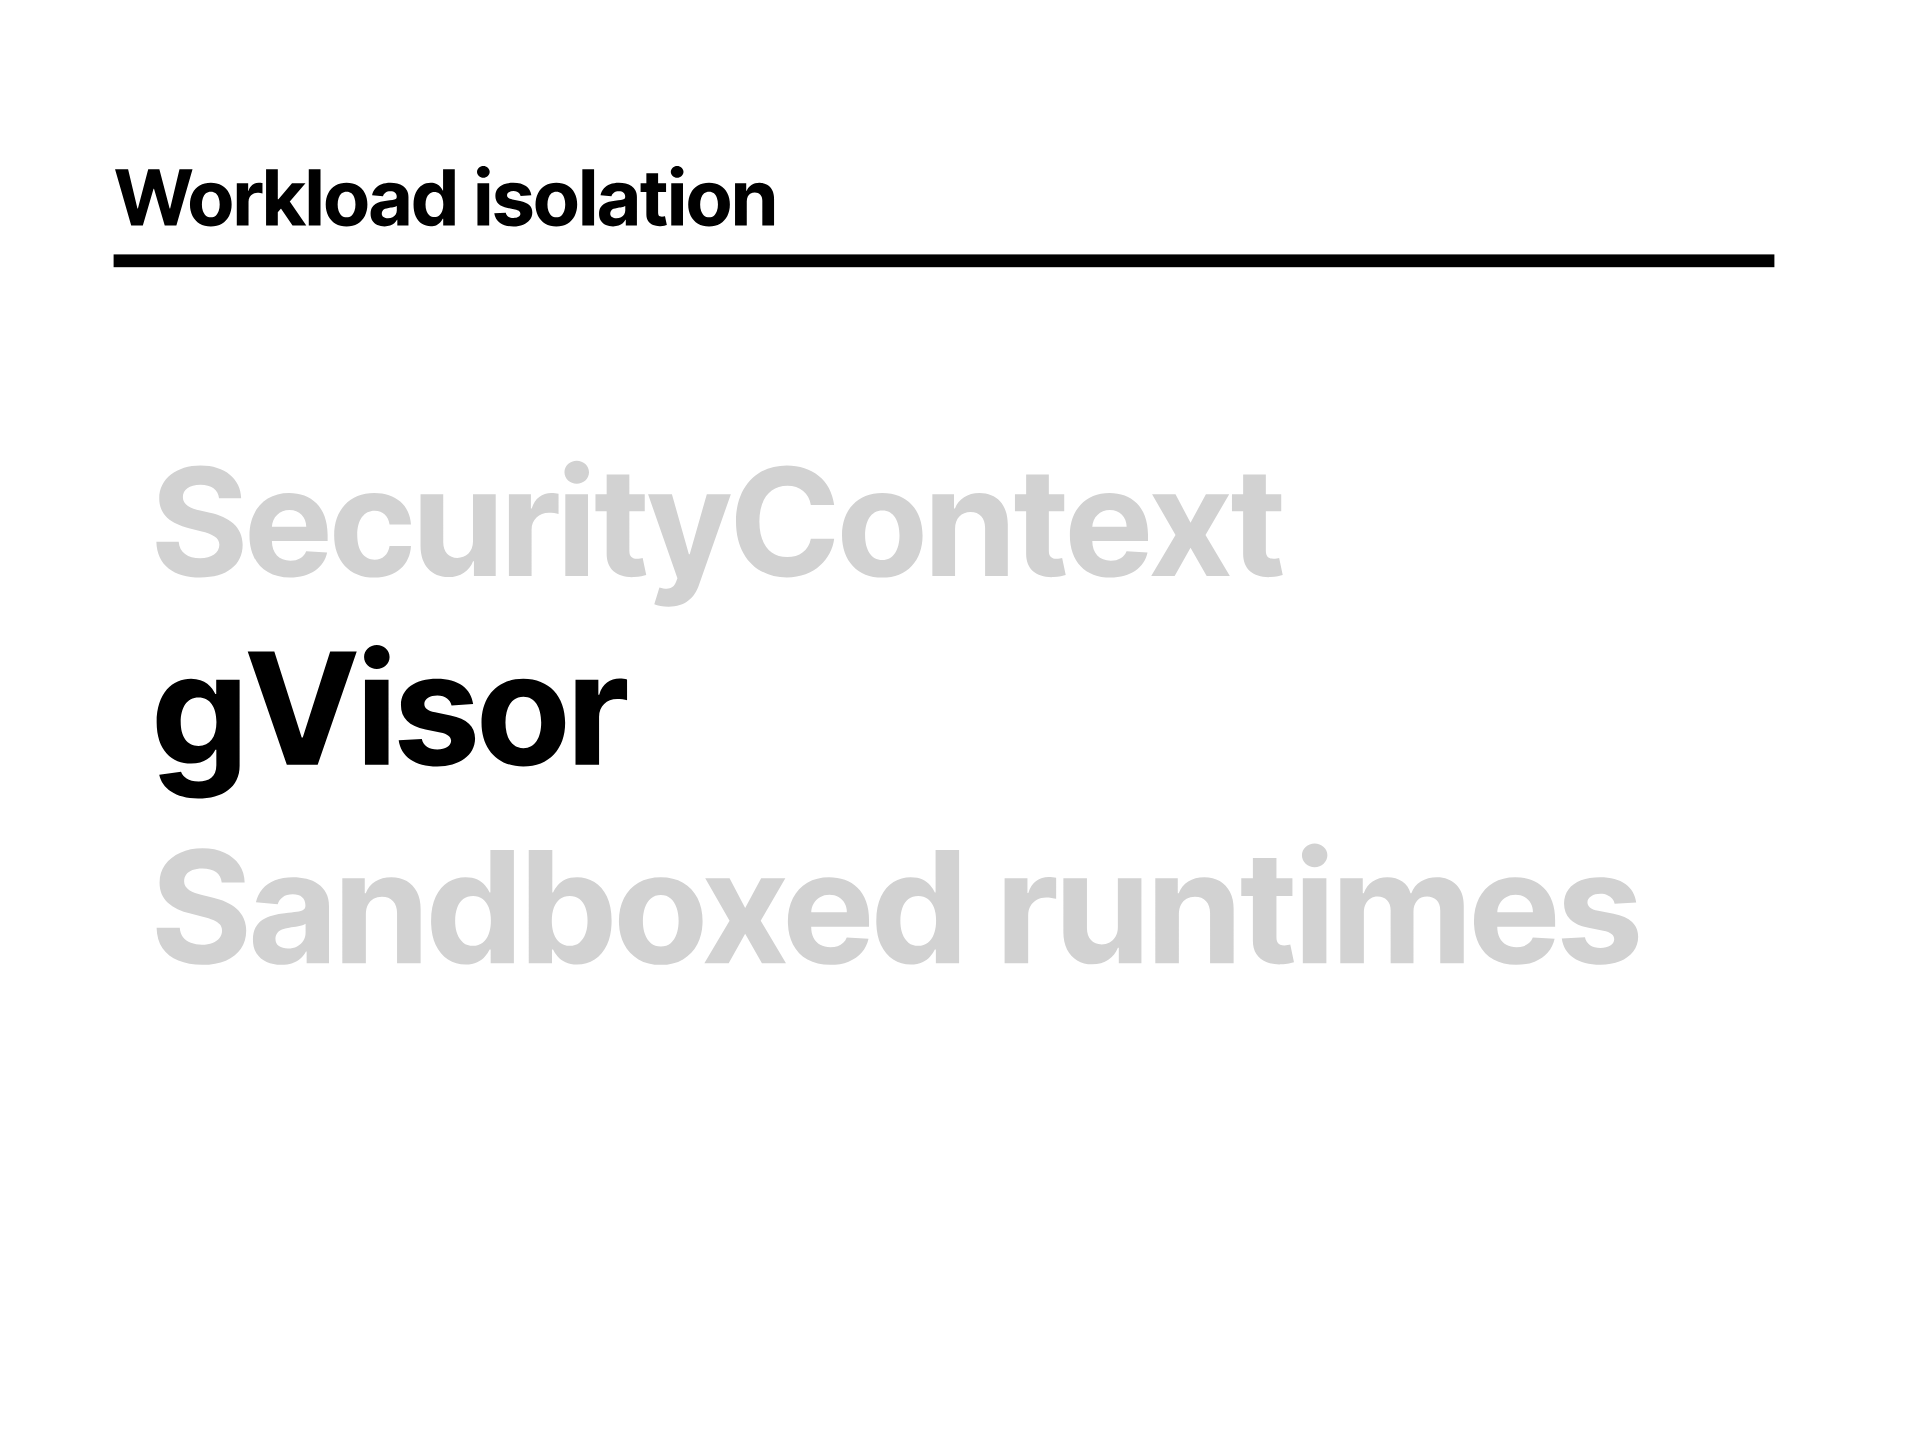 Workload isolation
SecurityContext
gVisor
Sandboxed runtimes